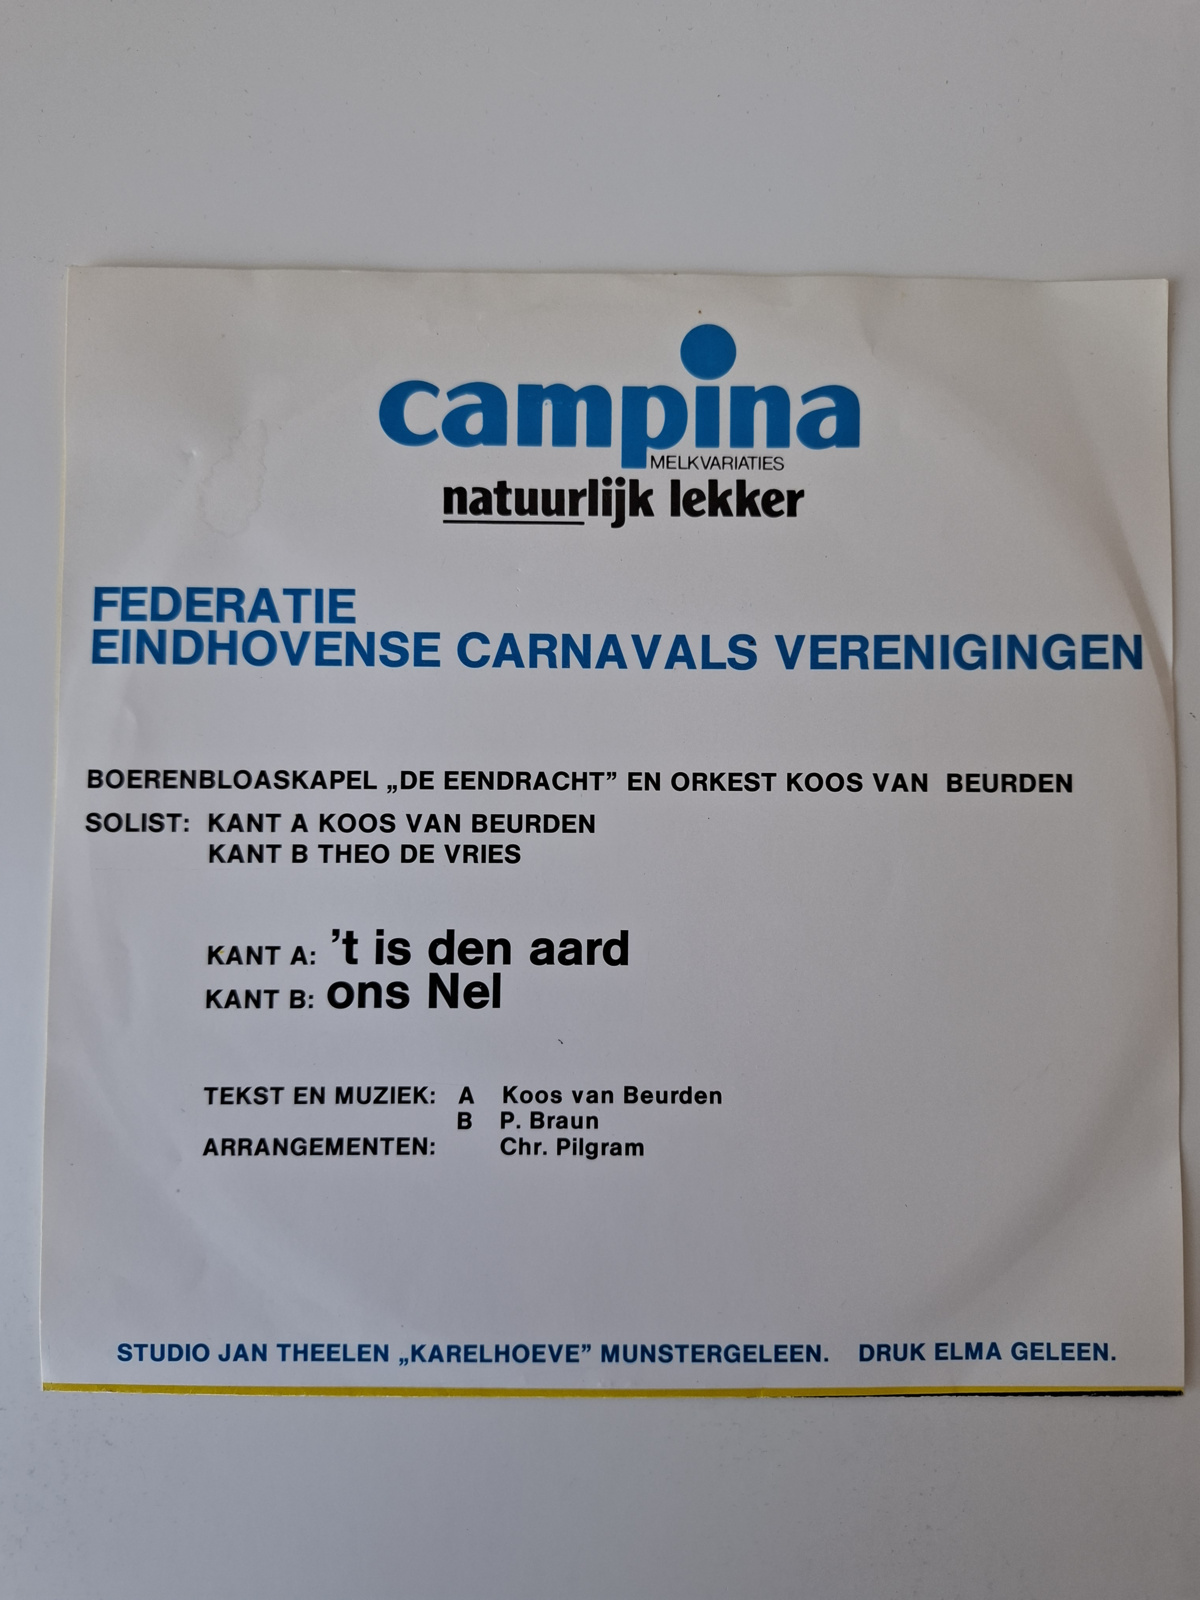 campina
MELKVARIATIES
natuurlijk lekker
FEDERATIE
EINDHOVENSE CARNAVALS VERENIGINGEN
BOERENBLOASKAPEL „DE EENDRACHT” EN ORKEST KOOS VAN BEURDEN
SOLIST: KANT A KOOS VAN BEURDEN
KANT B THEO DE VRIES
KANT A: ’t is den aard
KANT B: ons Nel
TEKST EN MUZIEK: A Koos van Beurden
B P. Braun
ARRANGEMENTEN: Chr. Pilgram
STUDIO JAN THEELEN „KARELHOEVE” MUNSTERGELEEN. DRUK ELMA GELEEN.